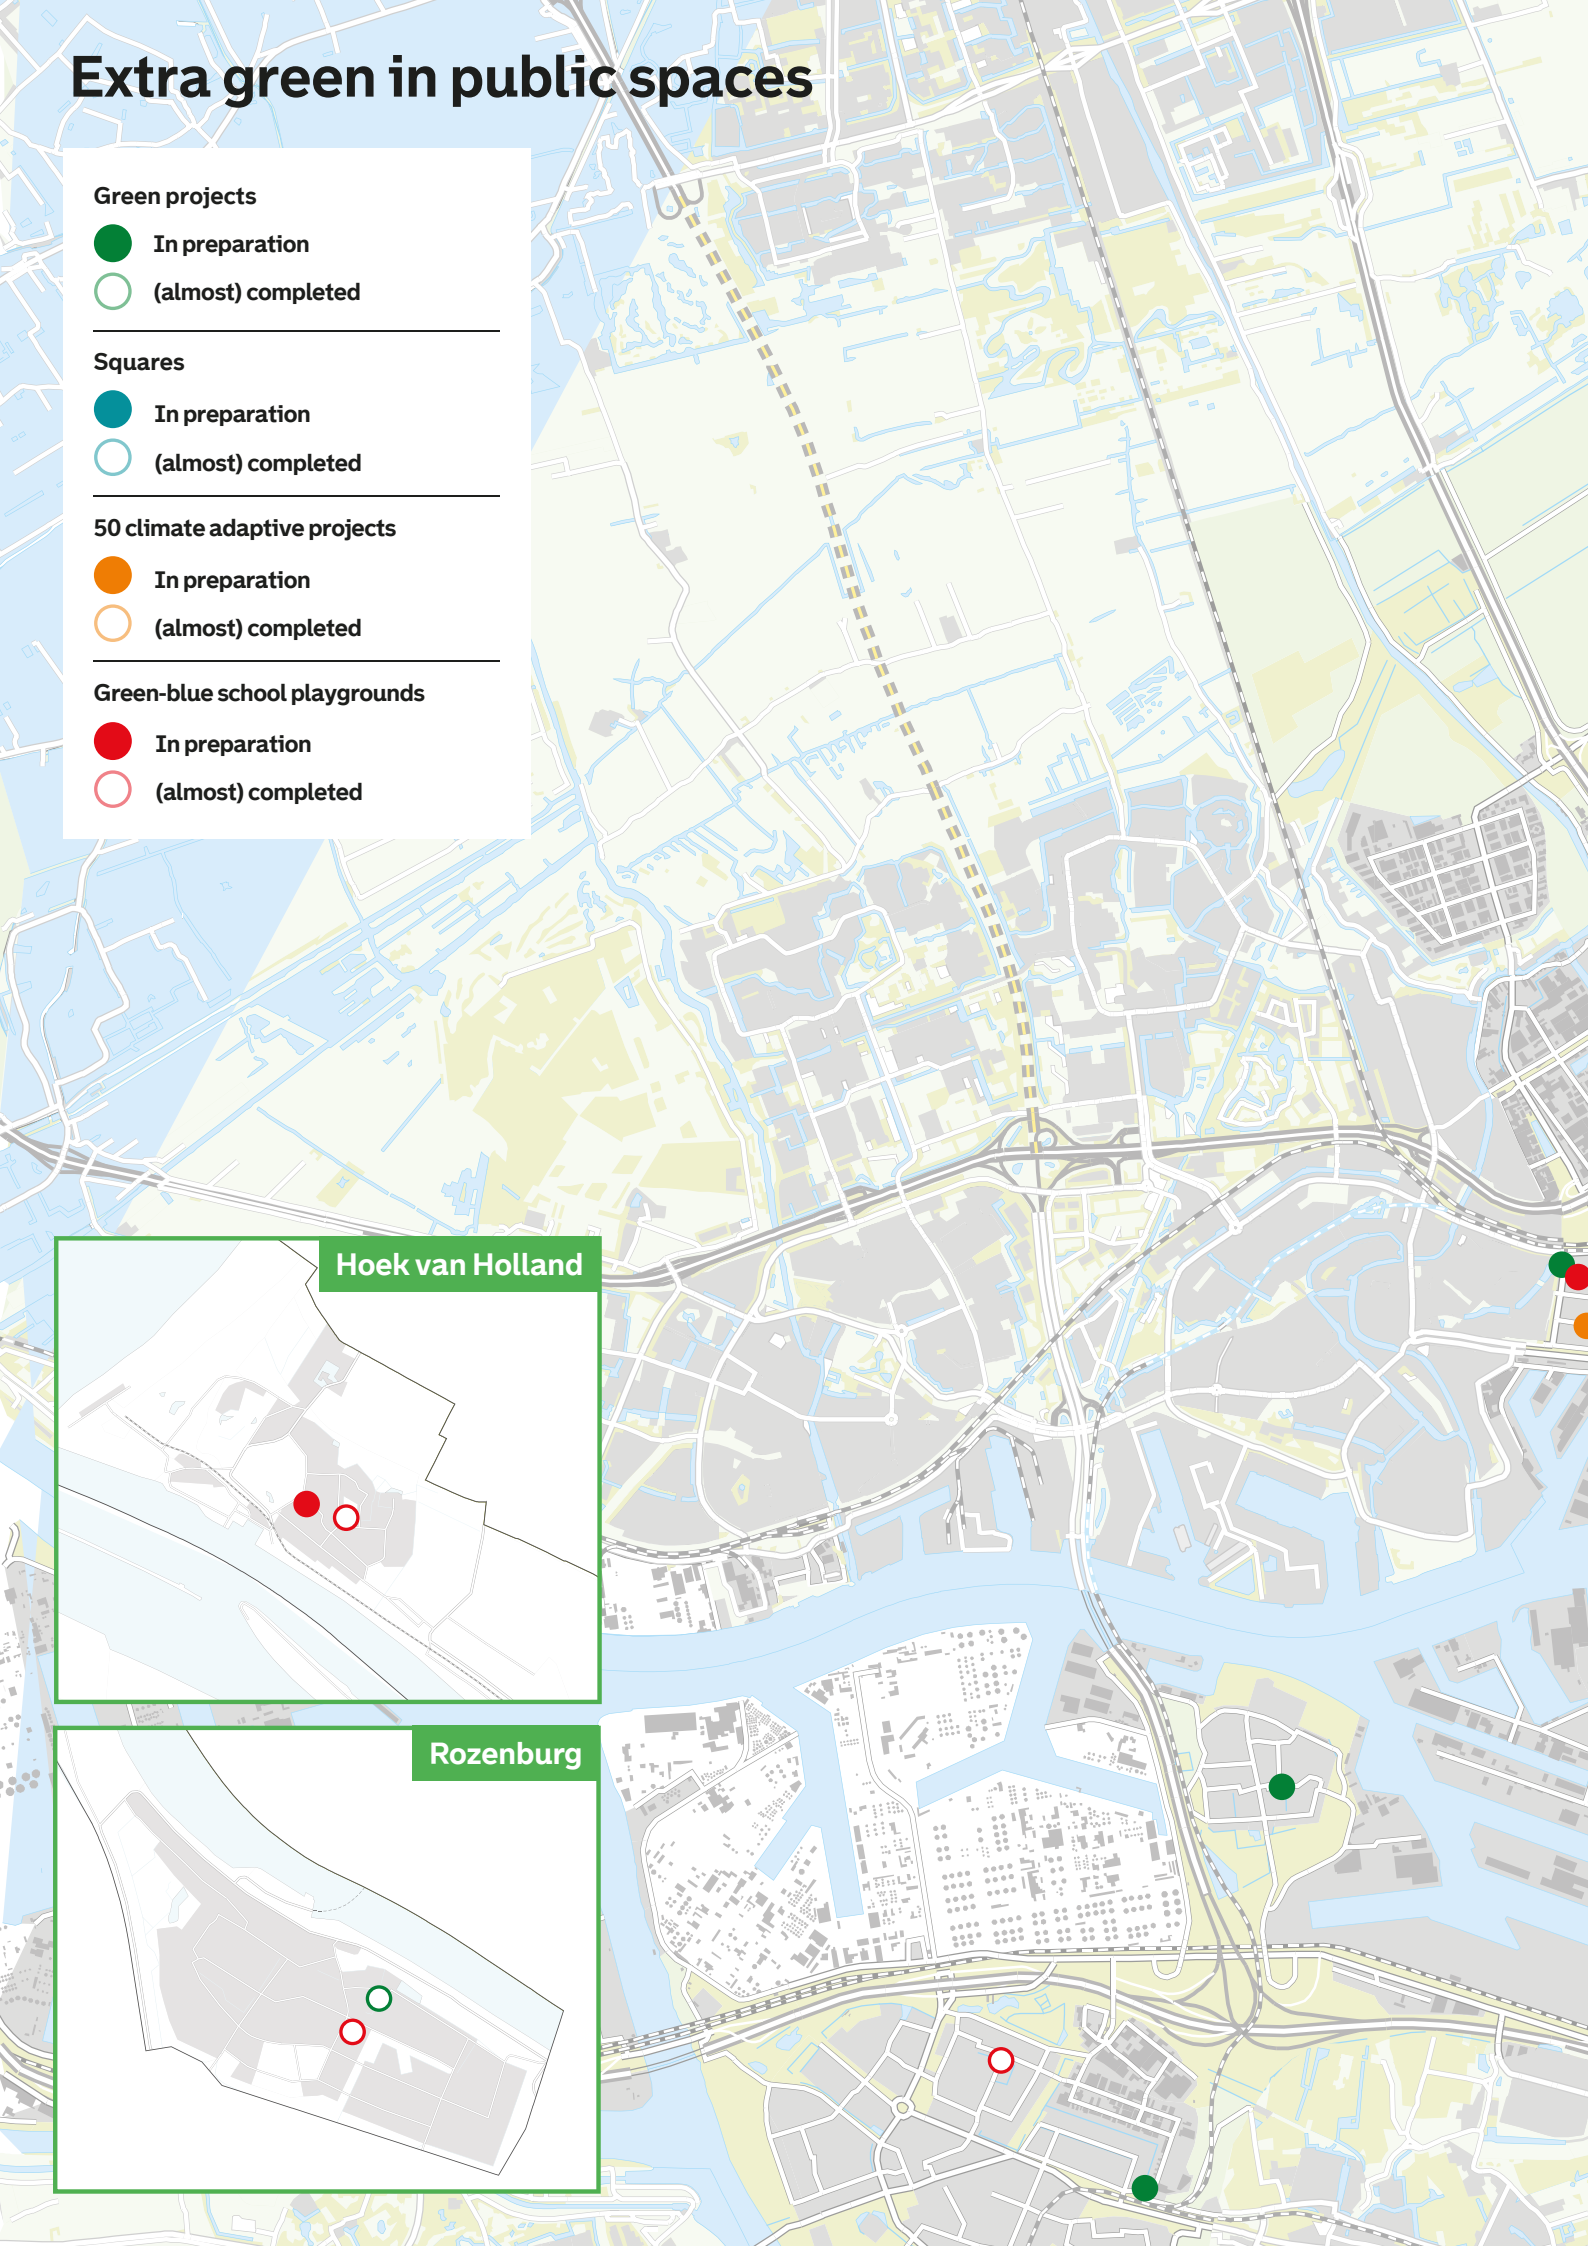 Extra green in public spaces
Green projects
In preparation
(almost) completed
Squares
In preparation
(almost) completed
50 climate adaptive projects
In preparation
(almost) completed
Green-blue school playgrounds
In preparation
(almost) completed
Hoek van Holland
Rozenburg